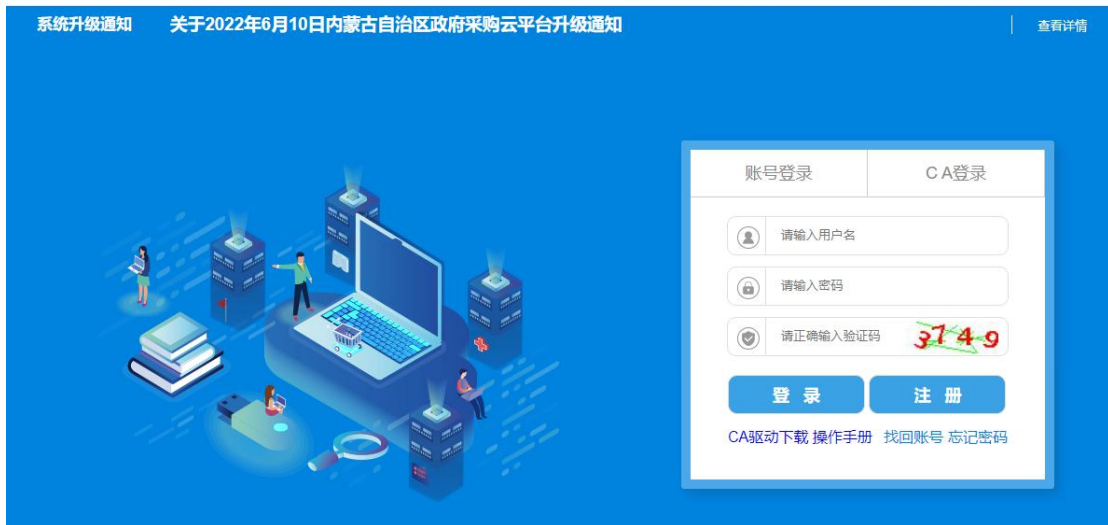 系统升级通知 关于2022年6月10日内蒙古自治区政府采购云平台升级通知 查看详情
账号登录 CA登录
请输入用户名
请输入密码
请正确输入验证码 3749
登 录 注 册
CA驱动下载 操作手册 找回账号 忘记密码